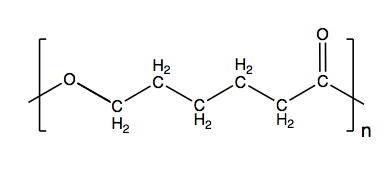 O
H₂ H₂
O C C C
C C C
H₂ H₂ H₂
n